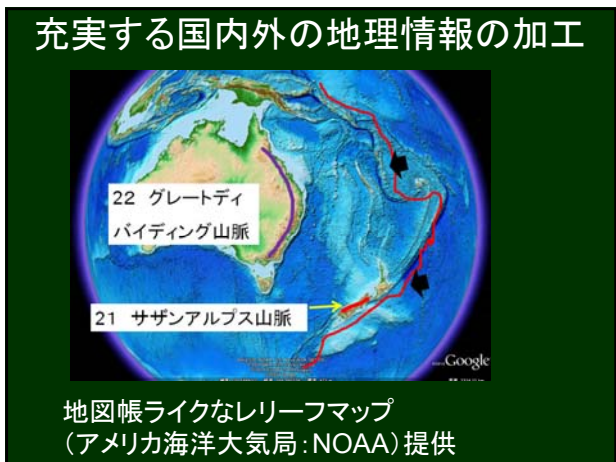 充実する国内外の地理情報の加工
22 グレートディ
バイディング山脈
21 サザンアルプス山脈
Google
地図帳ライクなレリーフマップ
（アメリカ海洋大気局：NOAA）提供